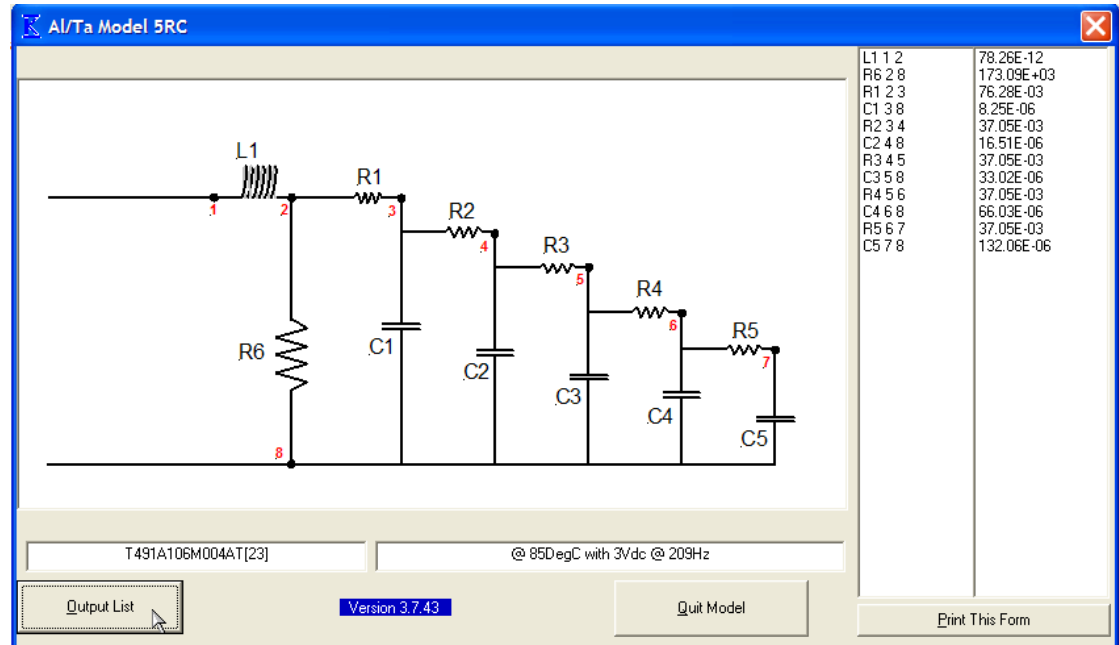 Al/Ta Model 5RC
L1 1 2 78.26E-12
R6 2 8 173.09E+03
R1 2 3 76.28E-03
C1 3 8 8.25E-06
R2 3 4 37.05E-03
C2 4 8 16.51E-06
R3 4 5 37.05E-03
C3 5 8 33.02E-06
R4 5 6 37.05E-03
C4 6 8 66.03E-06
R5 6 7 37.05E-03
C5 7 8 132.06E-06
L1
R1
1
2
3
R2
4
R3
5
R4
6
R5
7
R6
C1
C2
C3
C4
C5
8
T491A106M004AT[23]
@ 85DegC with 3Vdc @ 209Hz
Output List
Version 3.7.43
Quit Model
Print This Form